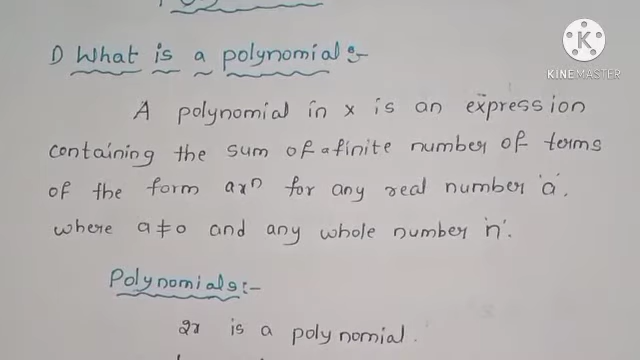 1) What is a polynomial :-
A polynomial in x is an expression
containing the sum of a finite number of terms
of the form axⁿ for any real number 'a'.
where a ≠ 0 and any whole number 'n'.
Polynomials :-
2x is a polynomial.
KINEMASTER